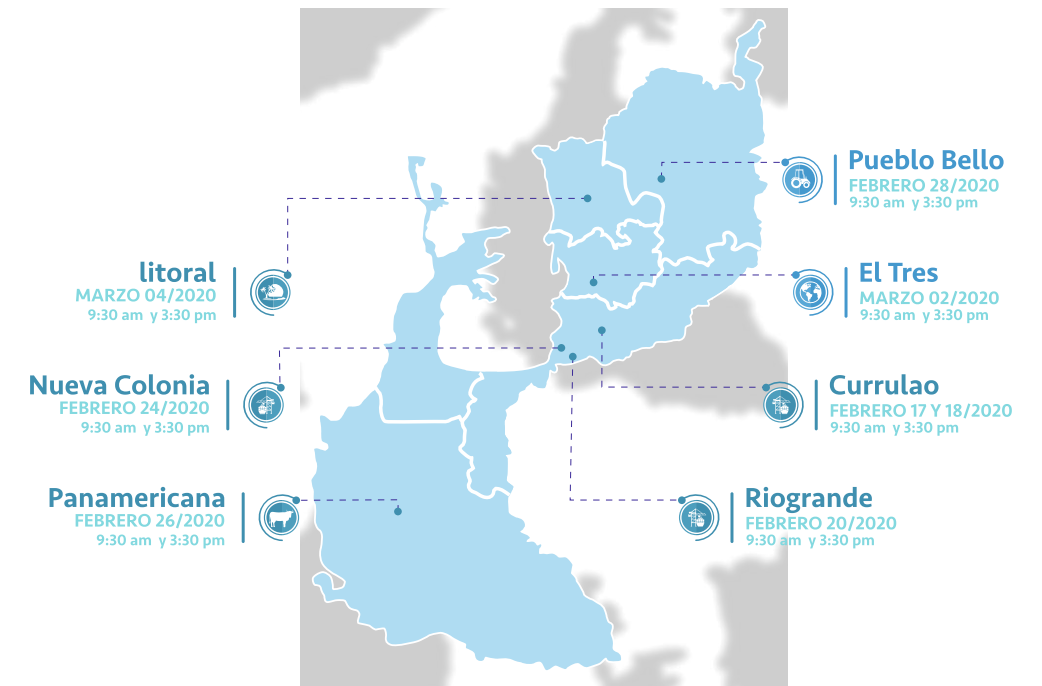 Pueblo Bello
FEBRERO 28/2020
9:30 am y 3:30 pm
litoral
MARZO 04/2020
9:30 am y 3:30 pm
El Tres
MARZO 02/2020
9:30 am y 3:30 pm
Nueva Colonia
FEBRERO 24/2020
9:30 am y 3:30 pm
Currulao
FEBRERO 17 Y 18/2020
9:30 am y 3:30 pm
Panamericana
FEBRERO 26/2020
9:30 am y 3:30 pm
Riogrande
FEBRERO 20/2020
9:30 am y 3:30 pm